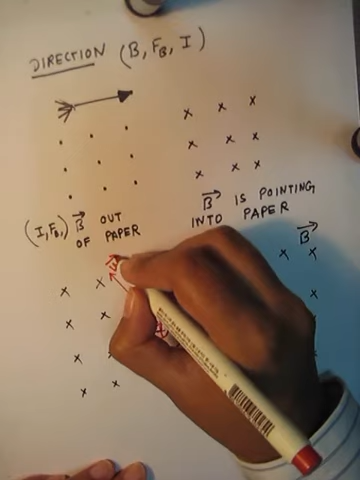 DIRECTION (B, F_B, I)
(I, F_B,) B⃗ OUT
OF PAPER
B⃗ IS POINTING
INTO PAPER
B⃗